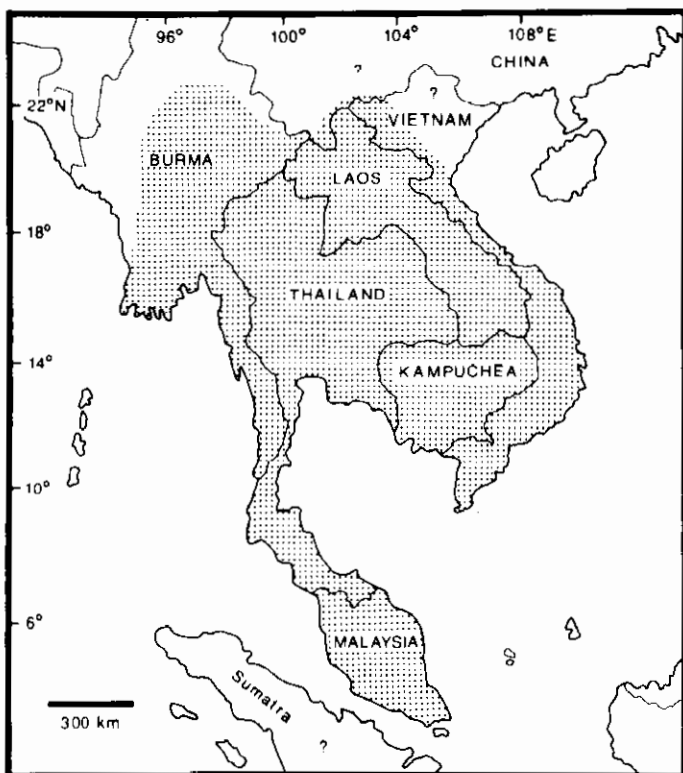 96° 100° 104° 108°E
CHINA
?
?
22°N
VIETNAM
BURMA
LAOS
18°
THAILAND
14°
KAMPUCHEA
10°
6°
MALAYSIA
Sumatra
300 km
?